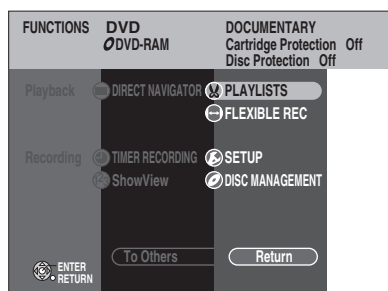 FUNCTIONS DVD DOCUMENTARY
DVD-RAM Cartridge Protection Off
Disc Protection Off
Playback DIRECT NAVIGATOR PLAYLISTS
FLEXIBLE REC
Recording TIMER RECORDING SETUP
ShowView DISC MANAGEMENT
To Others Return
ENTER
RETURN